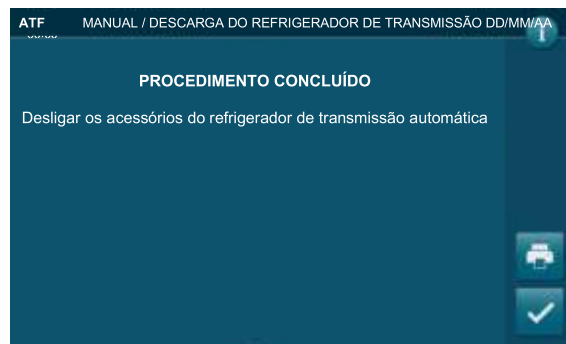 ATF MANUAL / DESCARGA DO REFRIGERADOR DE TRANSMISSÃO DD/MM/AA
PROCEDIMENTO CONCLUÍDO
Desligar os acessórios do refrigerador de transmissão automática